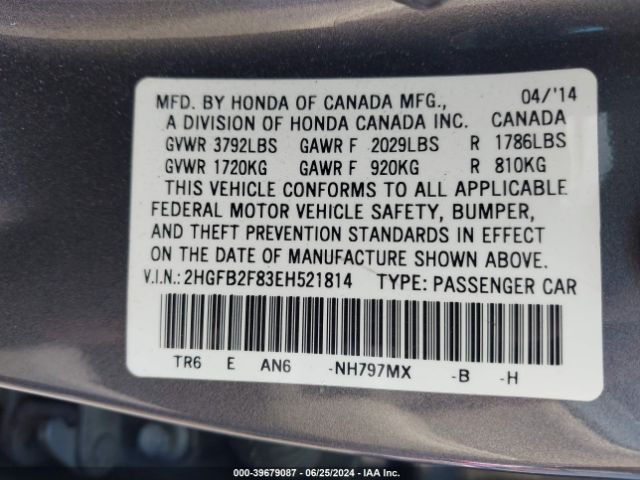 MFD. BY HONDA OF CANADA MFG., 04/'14
A DIVISION OF HONDA CANADA INC. CANADA
GVWR 3792LBS GAWR F 2029LBS R 1786LBS
GVWR 1720KG GAWR F 920KG R 810KG
THIS VEHICLE CONFORMS TO ALL APPLICABLE
FEDERAL MOTOR VEHICLE SAFETY, BUMPER,
AND THEFT PREVENTION STANDARDS IN EFFECT
ON THE DATE OF MANUFACTURE SHOWN ABOVE.
V.I.N.: 2HGFB2F83EH521814 TYPE: PASSENGER CAR
TR6 E AN6 -NH797MX -B -H
000-39679087 - 06/25/2024 - IAA Inc.